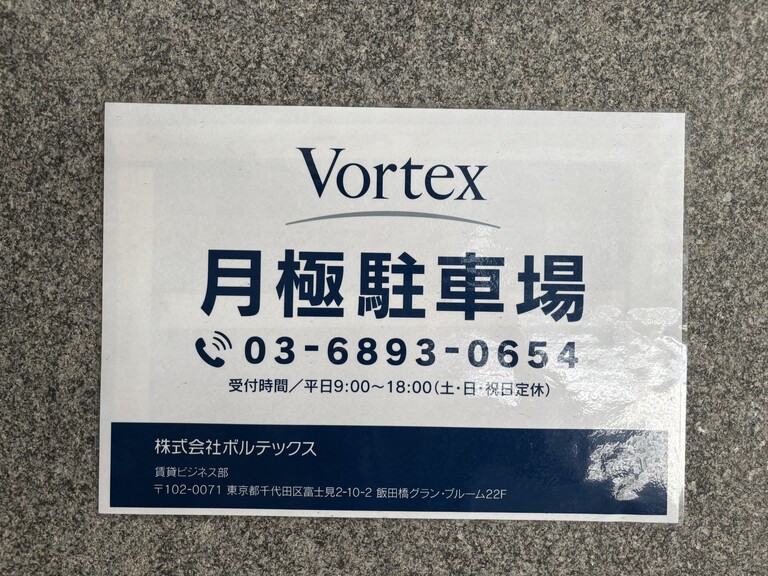 Vortex
月極駐車場
03-6893-0654
受付時間／平日9:00～18:00（土・日・祝日定休）
株式会社ボルテックス
賃貸ビジネス部
〒102-0071 東京都千代田区富士見2-10-2 飯田橋グラン・ブルーム22F